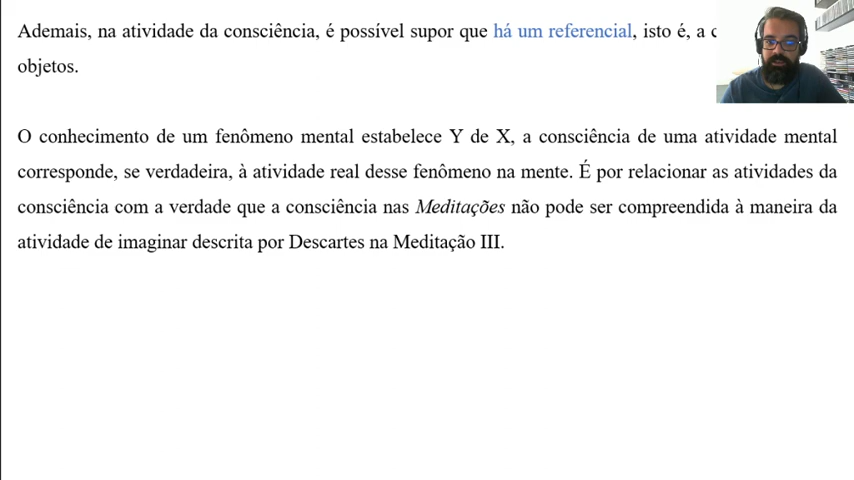 Ademais, na atividade da consciência, é possível supor que há um referencial, isto é, a
objetos.
O conhecimento de um fenômeno mental estabelece Y de X, a consciência de uma atividade mental
corresponde, se verdadeira, à atividade real desse fenômeno na mente. É por relacionar as atividades da
consciência com a verdade que a consciência nas Meditações não pode ser compreendida à maneira da
atividade de imaginar descrita por Descartes na Meditação III.